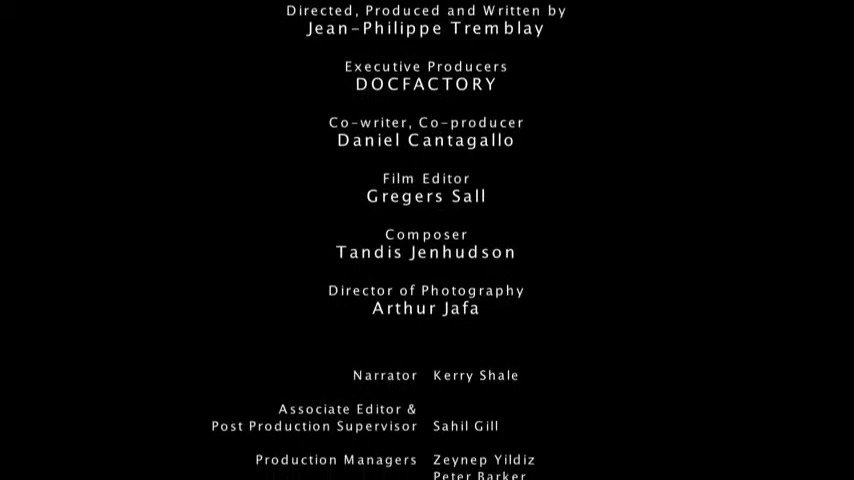 Directed, Produced and Written by
Jean-Philippe Tremblay
Executive Producers
DOCFACTORY
Co-writer, Co-producer
Daniel Cantagallo
Film Editor
Gregers Sall
Composer
Tandis Jenhudson
Director of Photography
Arthur Jafa
Narrator Kerry Shale
Associate Editor &
Post Production Supervisor Sahil Gill
Production Managers Zeynep Yildiz
Peter Barker